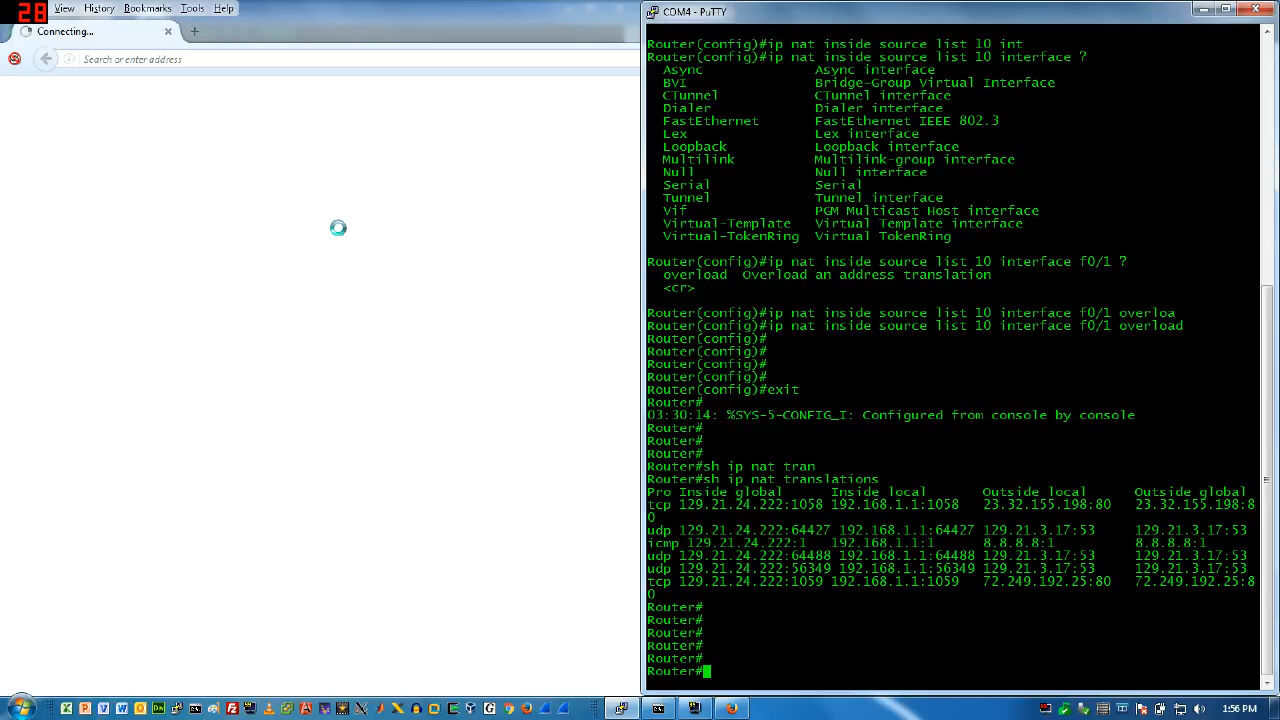 28
View History Bookmarks Tools Help
Connecting...
Search or enter address
COM4 - PuTTY
Router(config)#ip nat inside source list 10 int
Router(config)#ip nat inside source list 10 interface ?
Async Async interface
BVI Bridge-Group Virtual Interface
CTunnel CTunnel interface
Dialer Dialer interface
FastEthernet FastEthernet IEEE 802.3
Lex Lex interface
Loopback Loopback interface
Multilink Multilink-group interface
Null Null interface
Serial Serial
Tunnel Tunnel interface
Vif PGM Multicast Host interface
Virtual-Template Virtual Template interface
Virtual-TokenRing Virtual TokenRing
Router(config)#ip nat inside source list 10 interface f0/1 ?
overload Overload an address translation
<cr>
Router(config)#ip nat inside source list 10 interface f0/1 overloa
Router(config)#ip nat inside source list 10 interface f0/1 overload
Router(config)#
Router(config)#
Router(config)#
Router(config)#
Router(config)#exit
Router#
03:30:14: %SYS-5-CONFIG_I: Configured from console by console
Router#
Router#
Router#
Router#sh ip nat tran
Router#sh ip nat translations
Pro Inside global Inside local Outside local Outside global
tcp 129.21.24.222:1058 192.168.1.1:1058 23.32.155.198:80 23.32.155.198:8
0
udp 129.21.24.222:64427 192.168.1.1:64427 129.21.3.17:53 129.21.3.17:53
icmp 129.21.24.222:1 192.168.1.1:1 8.8.8.8:1 8.8.8.8:1
udp 129.21.24.222:64488 192.168.1.1:64488 129.21.3.17:53 129.21.3.17:53
udp 129.21.24.222:56349 192.168.1.1:56349 129.21.3.17:53 129.21.3.17:53
tcp 129.21.24.222:1059 192.168.1.1:1059 72.249.192.25:80 72.249.192.25:8
0
Router#
Router#
Router#
Router#
Router#
Router#
1:56 PM